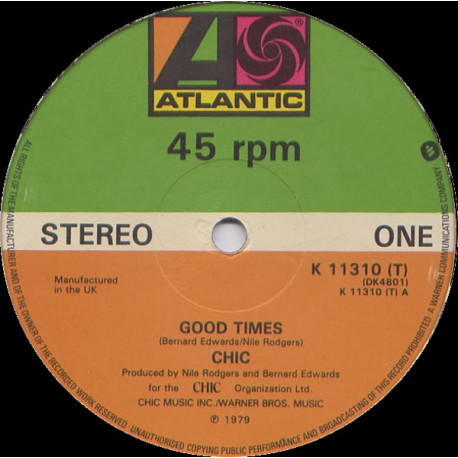 ATLANTIC
45 rpm
STEREO
ONE
Manufactured
in the UK
K 11310 (T)
(DK4801)
K 11310 (T) A
GOOD TIMES
(Bernard Edwards/Nile Rodgers)
CHIC
Produced by Nile Rodgers and Bernard Edwards
for the CHIC Organization Ltd.
CHIC MUSIC INC./WARNER BROS. MUSIC
℗ 1979
ALL RIGHTS OF THE MANUFACTURER AND OF THE OWNER OF THE RECORDED WORK RESERVED. UNAUTHORISED COPYING PUBLIC PERFORMANCE AND BROADCASTING OF THIS RECORD PROHIBITED. A WARNER COMMUNICATIONS COMPANY